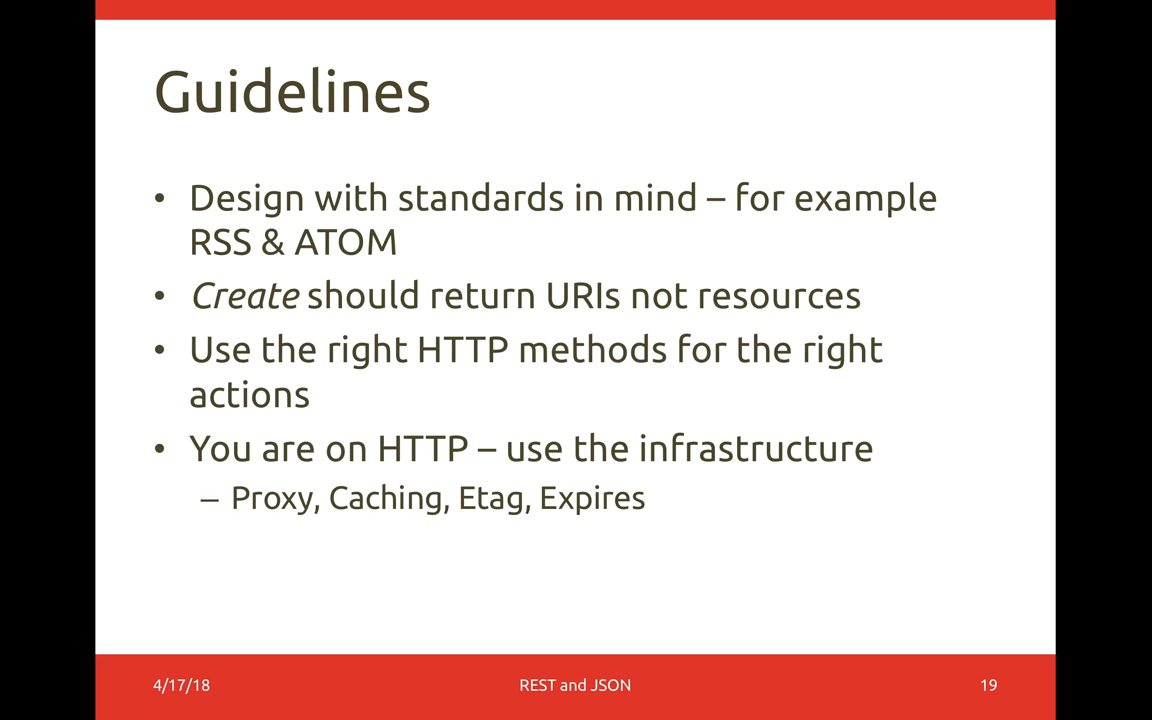 Guidelines
• Design with standards in mind – for example
RSS & ATOM
• Create should return URIs not resources
• Use the right HTTP methods for the right
actions
• You are on HTTP – use the infrastructure
– Proxy, Caching, Etag, Expires
4/17/18
REST and JSON
19